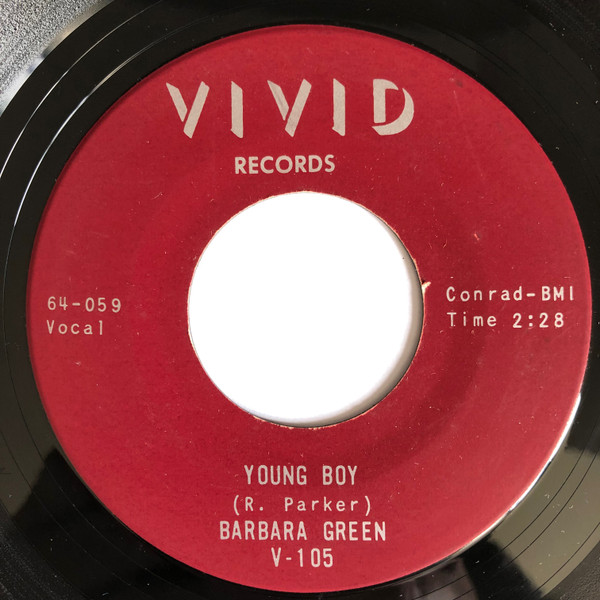 VIVID
RECORDS
64-059
Vocal
Conrad-BMI
Time 2:28
YOUNG BOY
(R. Parker)
BARBARA GREEN
V-105